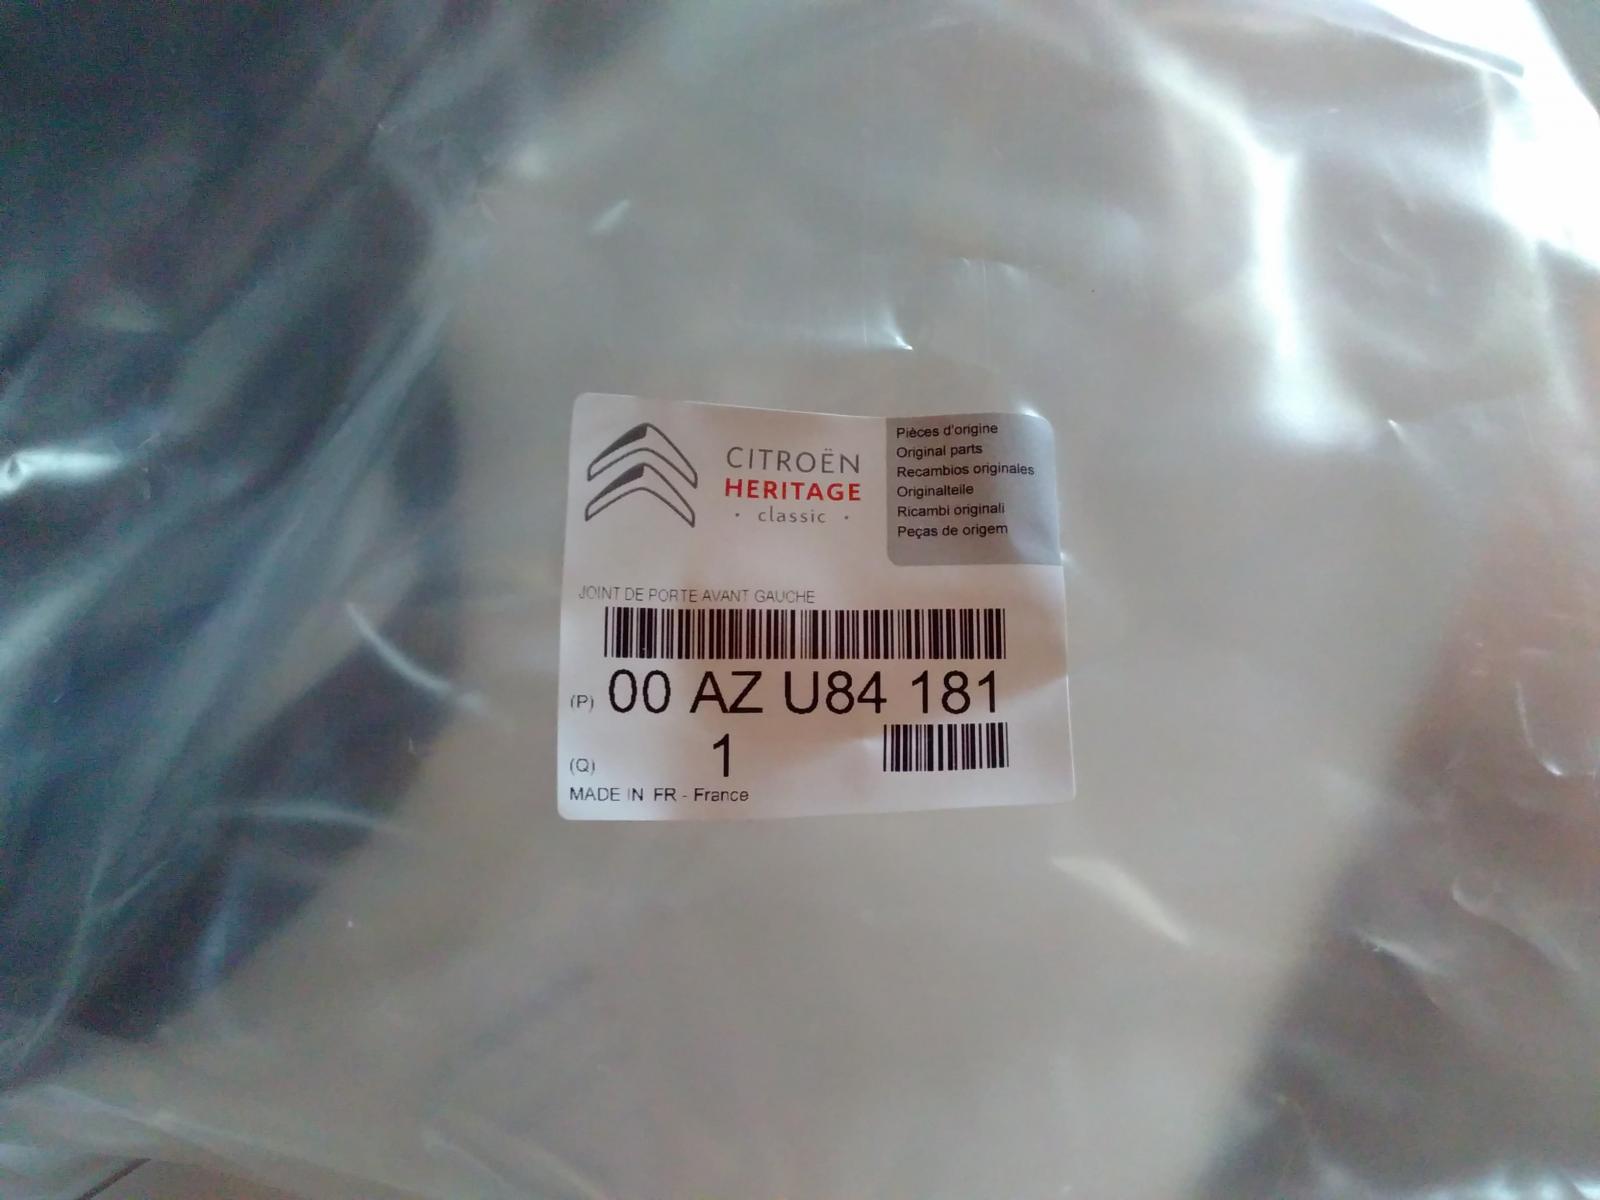 CITROËN
HERITAGE
· classic ·
Pièces d'origine
Original parts
Recambios originales
Originalteile
Ricambi originali
Peças de origem
JOINT DE PORTE AVANT GAUCHE
(P) 00 AZ U84 181
(Q) 1
MADE IN FR - France